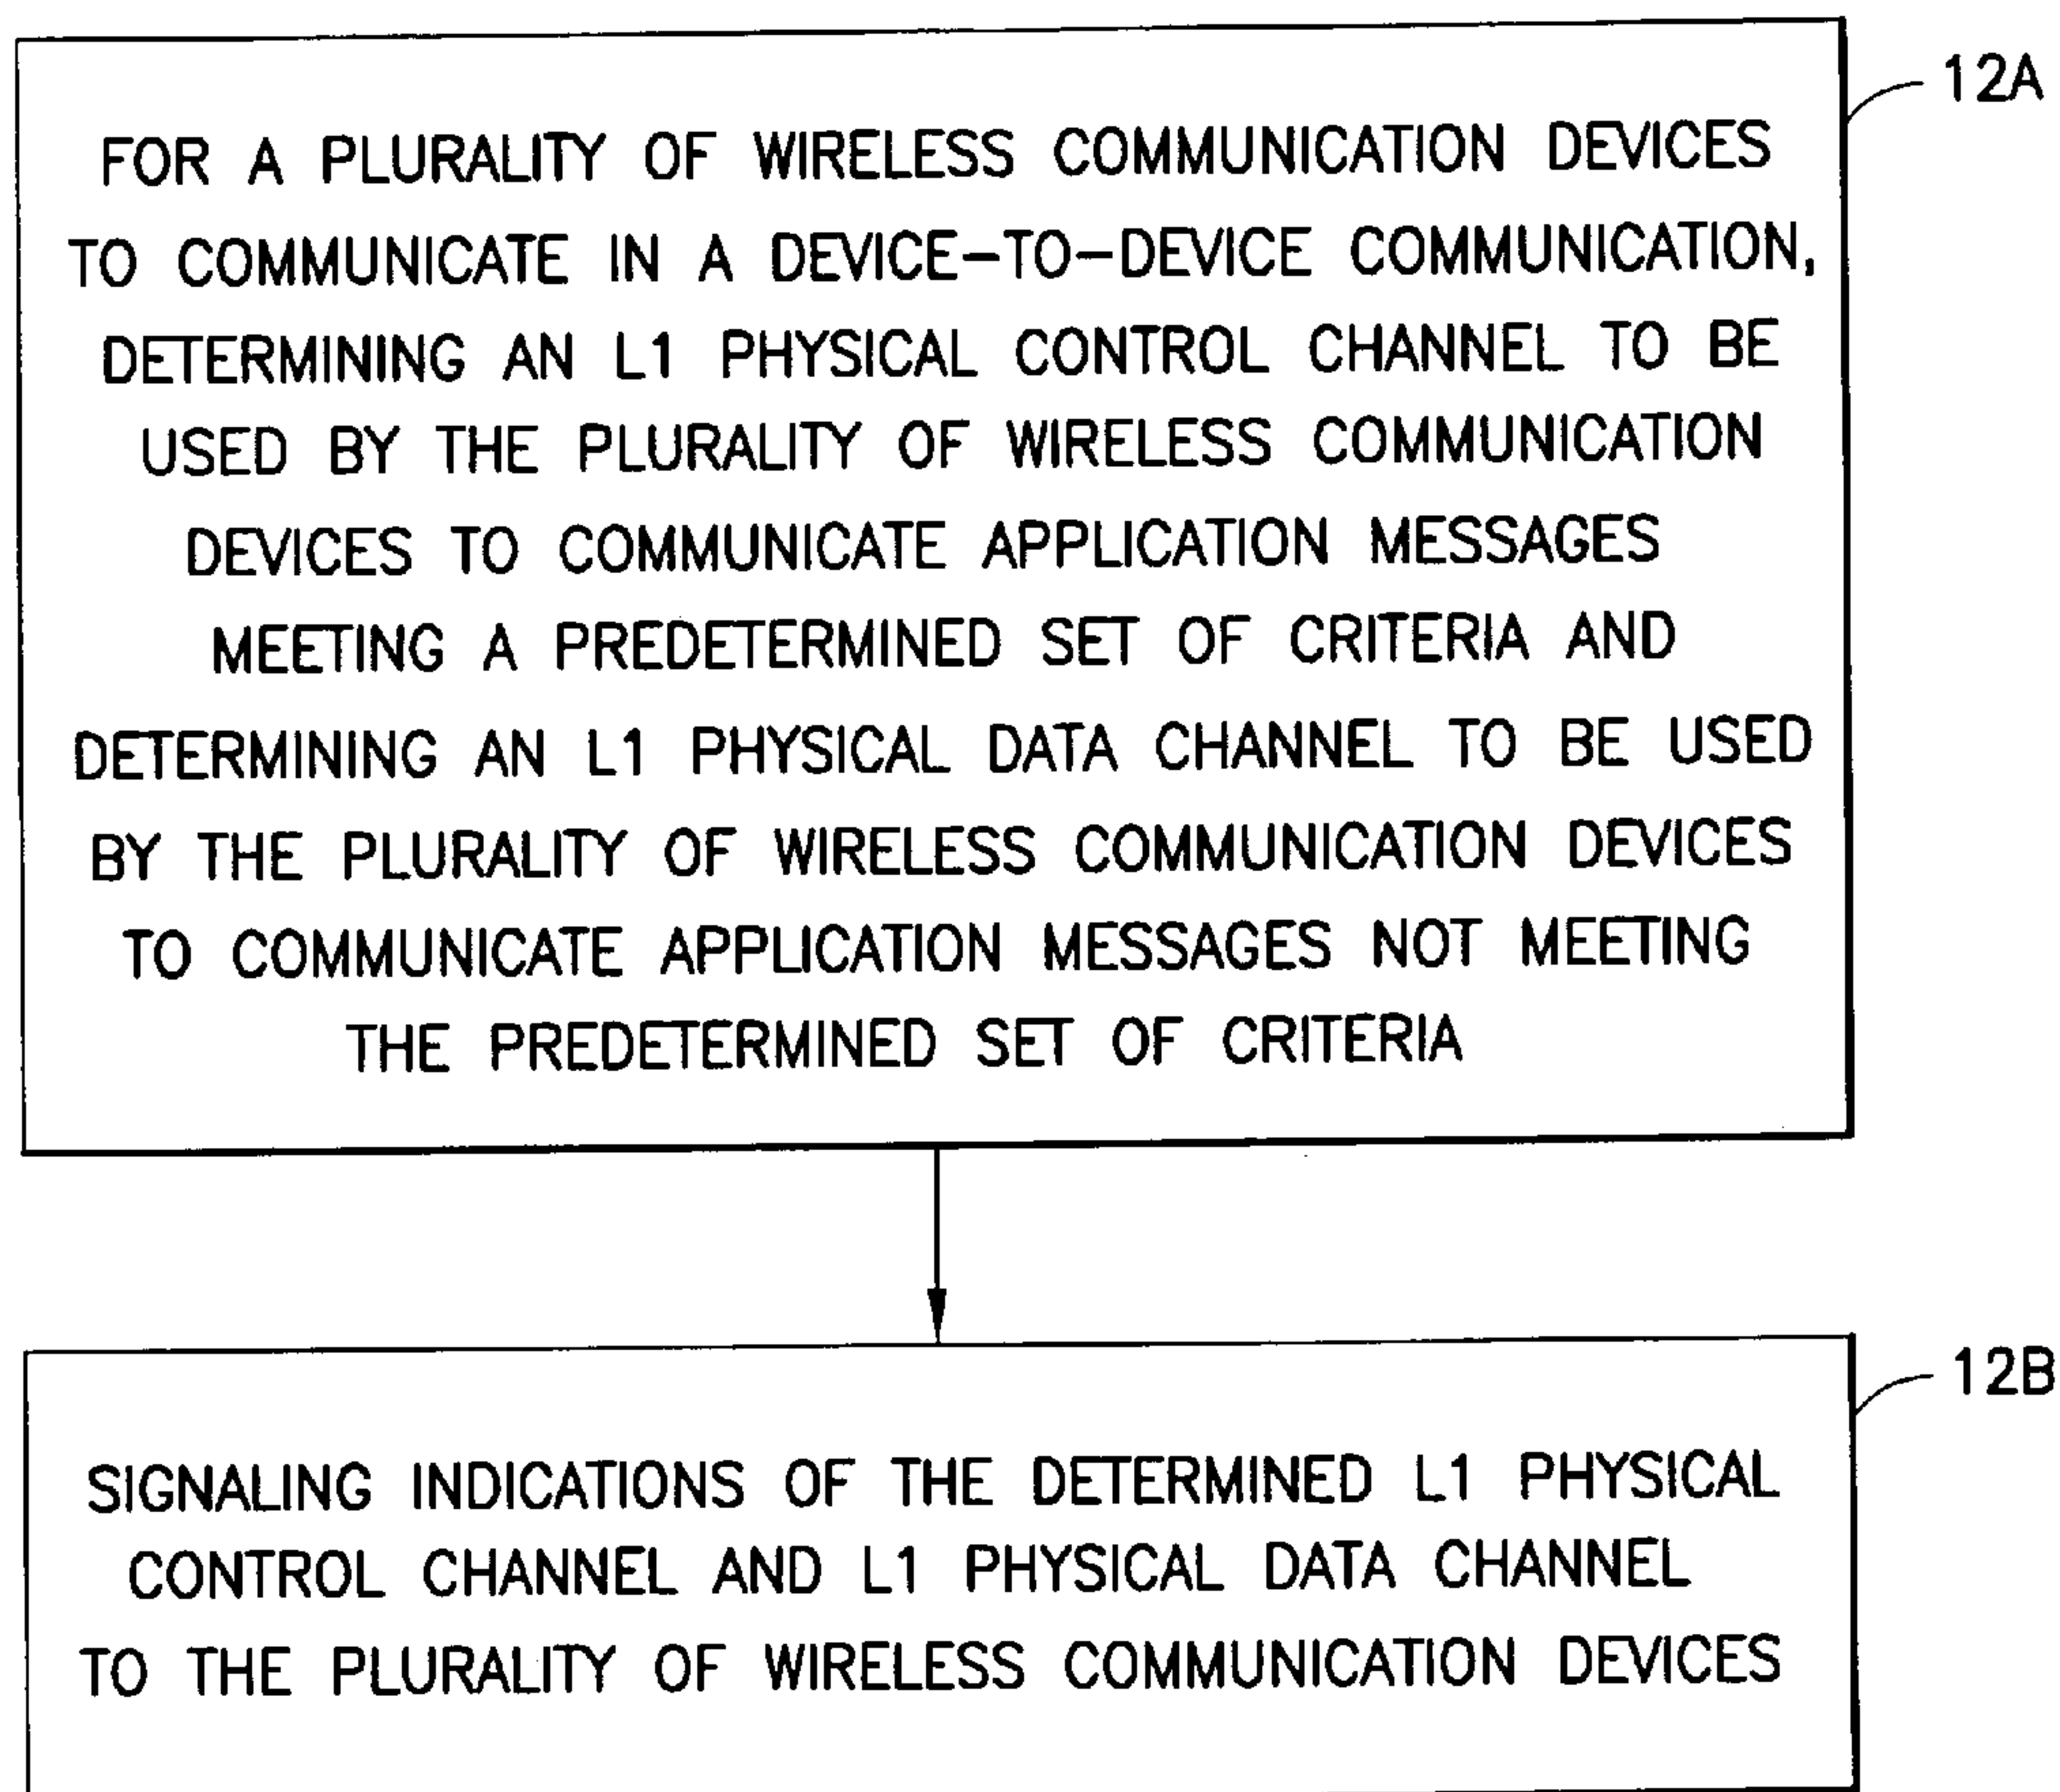 12A
FOR A PLURALITY OF WIRELESS COMMUNICATION DEVICES
TO COMMUNICATE IN A DEVICE-TO-DEVICE COMMUNICATION,
DETERMINING AN L1 PHYSICAL CONTROL CHANNEL TO BE
USED BY THE PLURALITY OF WIRELESS COMMUNICATION
DEVICES TO COMMUNICATE APPLICATION MESSAGES
MEETING A PREDETERMINED SET OF CRITERIA AND
DETERMINING AN L1 PHYSICAL DATA CHANNEL TO BE USED
BY THE PLURALITY OF WIRELESS COMMUNICATION DEVICES
TO COMMUNICATE APPLICATION MESSAGES NOT MEETING
THE PREDETERMINED SET OF CRITERIA
12B
SIGNALING INDICATIONS OF THE DETERMINED L1 PHYSICAL
CONTROL CHANNEL AND L1 PHYSICAL DATA CHANNEL
TO THE PLURALITY OF WIRELESS COMMUNICATION DEVICES